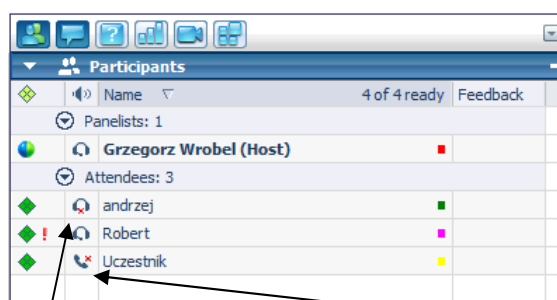 Participants
Name 4 of 4 ready Feedback
Panelists: 1
Grzegorz Wrobel (Host)
Attendees: 3
andrzej
! Robert
Uczestnik